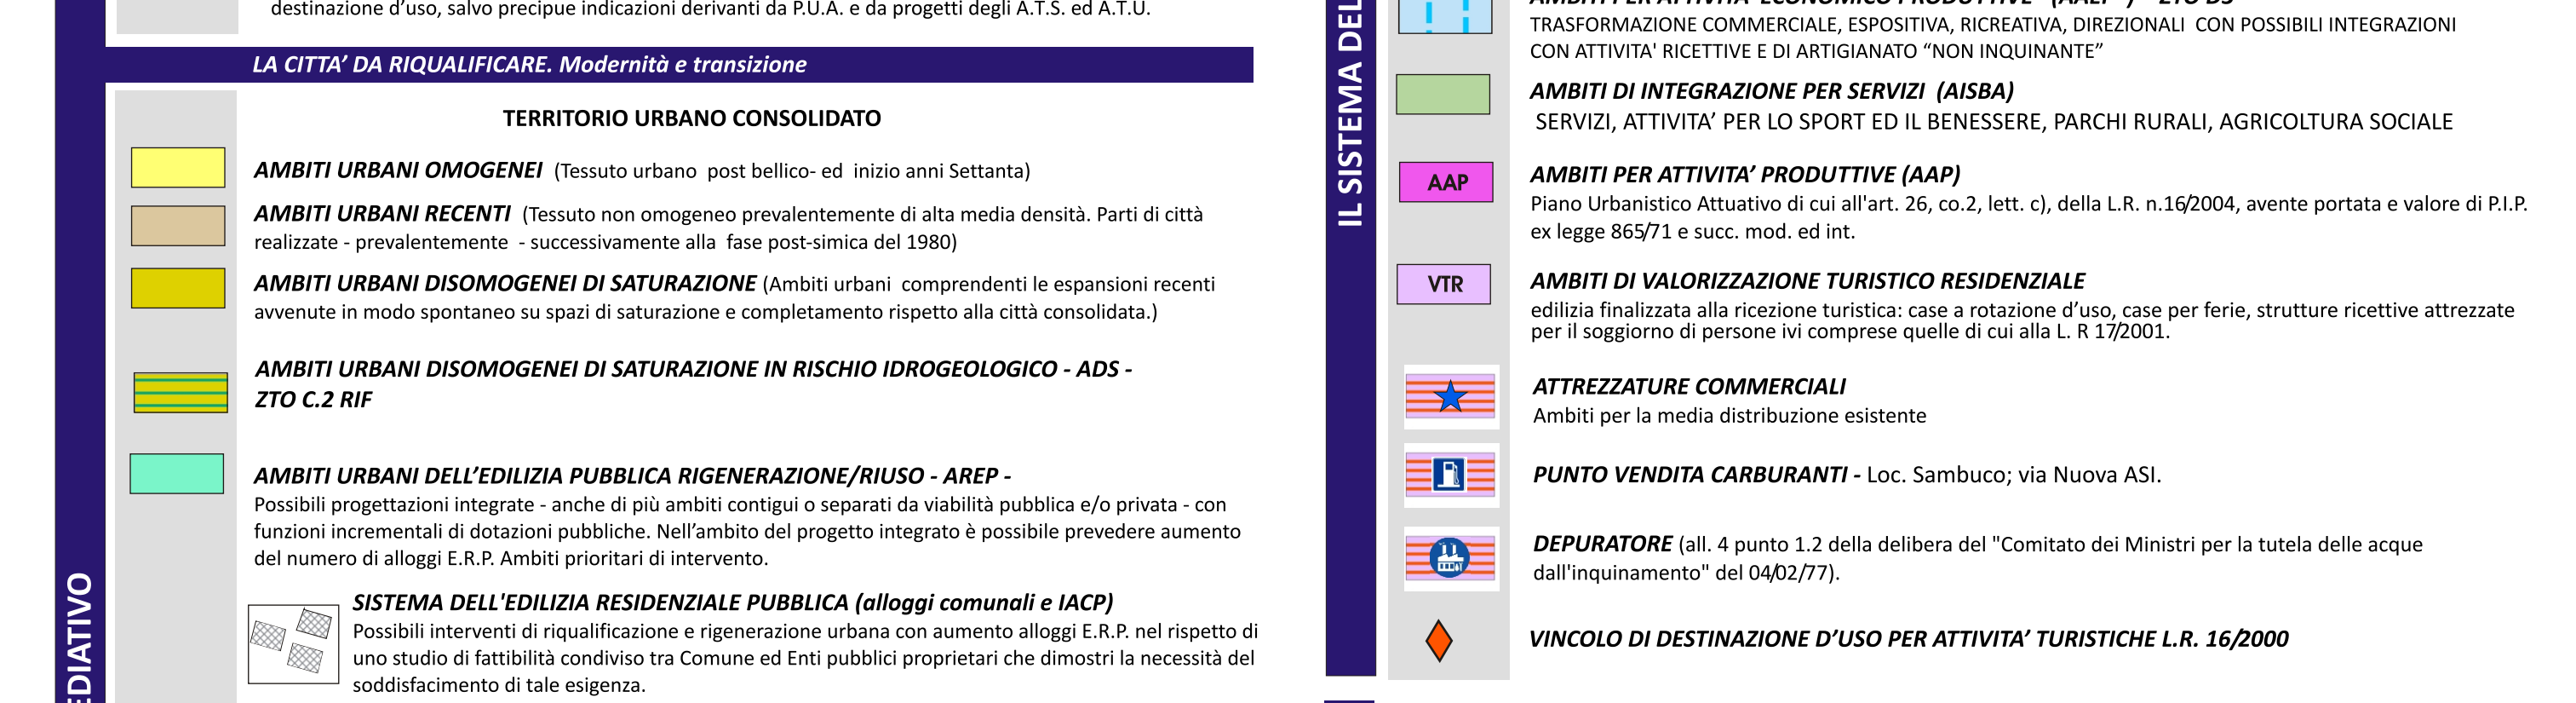 destinazione d’uso, salvo precipue indicazioni derivanti da P.U.A. e da progetti degli A.T.S. ed A.T.U.
LA CITTA’ DA RIQUALIFICARE. Modernità e transizione
TERRITORIO URBANO CONSOLIDATO
AMBITI URBANI OMOGENEI (Tessuto urbano post bellico- ed inizio anni Settanta)
AMBITI URBANI RECENTI (Tessuto non omogeneo prevalentemente di alta media densità. Parti di città
realizzate - prevalentemente - successivamente alla fase post-simica del 1980)
AMBITI URBANI DISOMOGENEI DI SATURAZIONE (Ambiti urbani comprendenti le espansioni recenti
avvenute in modo spontaneo su spazi di saturazione e completamento rispetto alla città consolidata.)
AMBITI URBANI DISOMOGENEI DI SATURAZIONE IN RISCHIO IDROGEOLOGICO - ADS -
ZTO C.2 RIF
AMBITI URBANI DELL’EDILIZIA PUBBLICA RIGENERAZIONE/RIUSO - AREP -
Possibili progettazioni integrate - anche di più ambiti contigui o separati da viabilità pubblica e/o privata - con
funzioni incrementali di dotazioni pubbliche. Nell’ambito del progetto integrato è possibile prevedere aumento
del numero di alloggi E.R.P. Ambiti prioritari di intervento.
SISTEMA DELL'EDILIZIA RESIDENZIALE PUBBLICA (alloggi comunali e IACP)
Possibili interventi di riqualificazione e rigenerazione urbana con aumento alloggi E.R.P. nel rispetto di
uno studio di fattibilità condiviso tra Comune ed Enti pubblici proprietari che dimostri la necessità del
soddisfacimento di tale esigenza.
EDIATIVO
IL SISTEMA DEL
AMBITI PER ATTIVITA' ECONOMICO PRODUTTIVE
TRASFORMAZIONE COMMERCIALE, ESPOSITIVA, RICREATIVA, DIREZIONALI CON POSSIBILI INTEGRAZIONI
CON ATTIVITA' RICETTIVE E DI ARTIGIANATO “NON INQUINANTE”
AMBITI DI INTEGRAZIONE PER SERVIZI (AISBA)
SERVIZI, ATTIVITA’ PER LO SPORT ED IL BENESSERE, PARCHI RURALI, AGRICOLTURA SOCIALE
AAP
AMBITI PER ATTIVITA’ PRODUTTIVE (AAP)
Piano Urbanistico Attuativo di cui all'art. 26, co.2, lett. c), della L.R. n.16/2004, avente portata e valore di P.I.P.
ex legge 865/71 e succ. mod. ed int.
VTR
AMBITI DI VALORIZZAZIONE TURISTICO RESIDENZIALE
edilizia finalizzata alla ricezione turistica: case a rotazione d’uso, case per ferie, strutture ricettive attrezzate
per il soggiorno di persone ivi comprese quelle di cui alla L. R 17/2001.
ATTREZZATURE COMMERCIALI
Ambiti per la media distribuzione esistente
PUNTO VENDITA CARBURANTI - Loc. Sambuco; via Nuova ASI.
DEPURATORE (all. 4 punto 1.2 della delibera del "Comitato dei Ministri per la tutela delle acque
dall'inquinamento" del 04/02/77).
VINCOLO DI DESTINAZIONE D’USO PER ATTIVITA’ TURISTICHE L.R. 16/2000